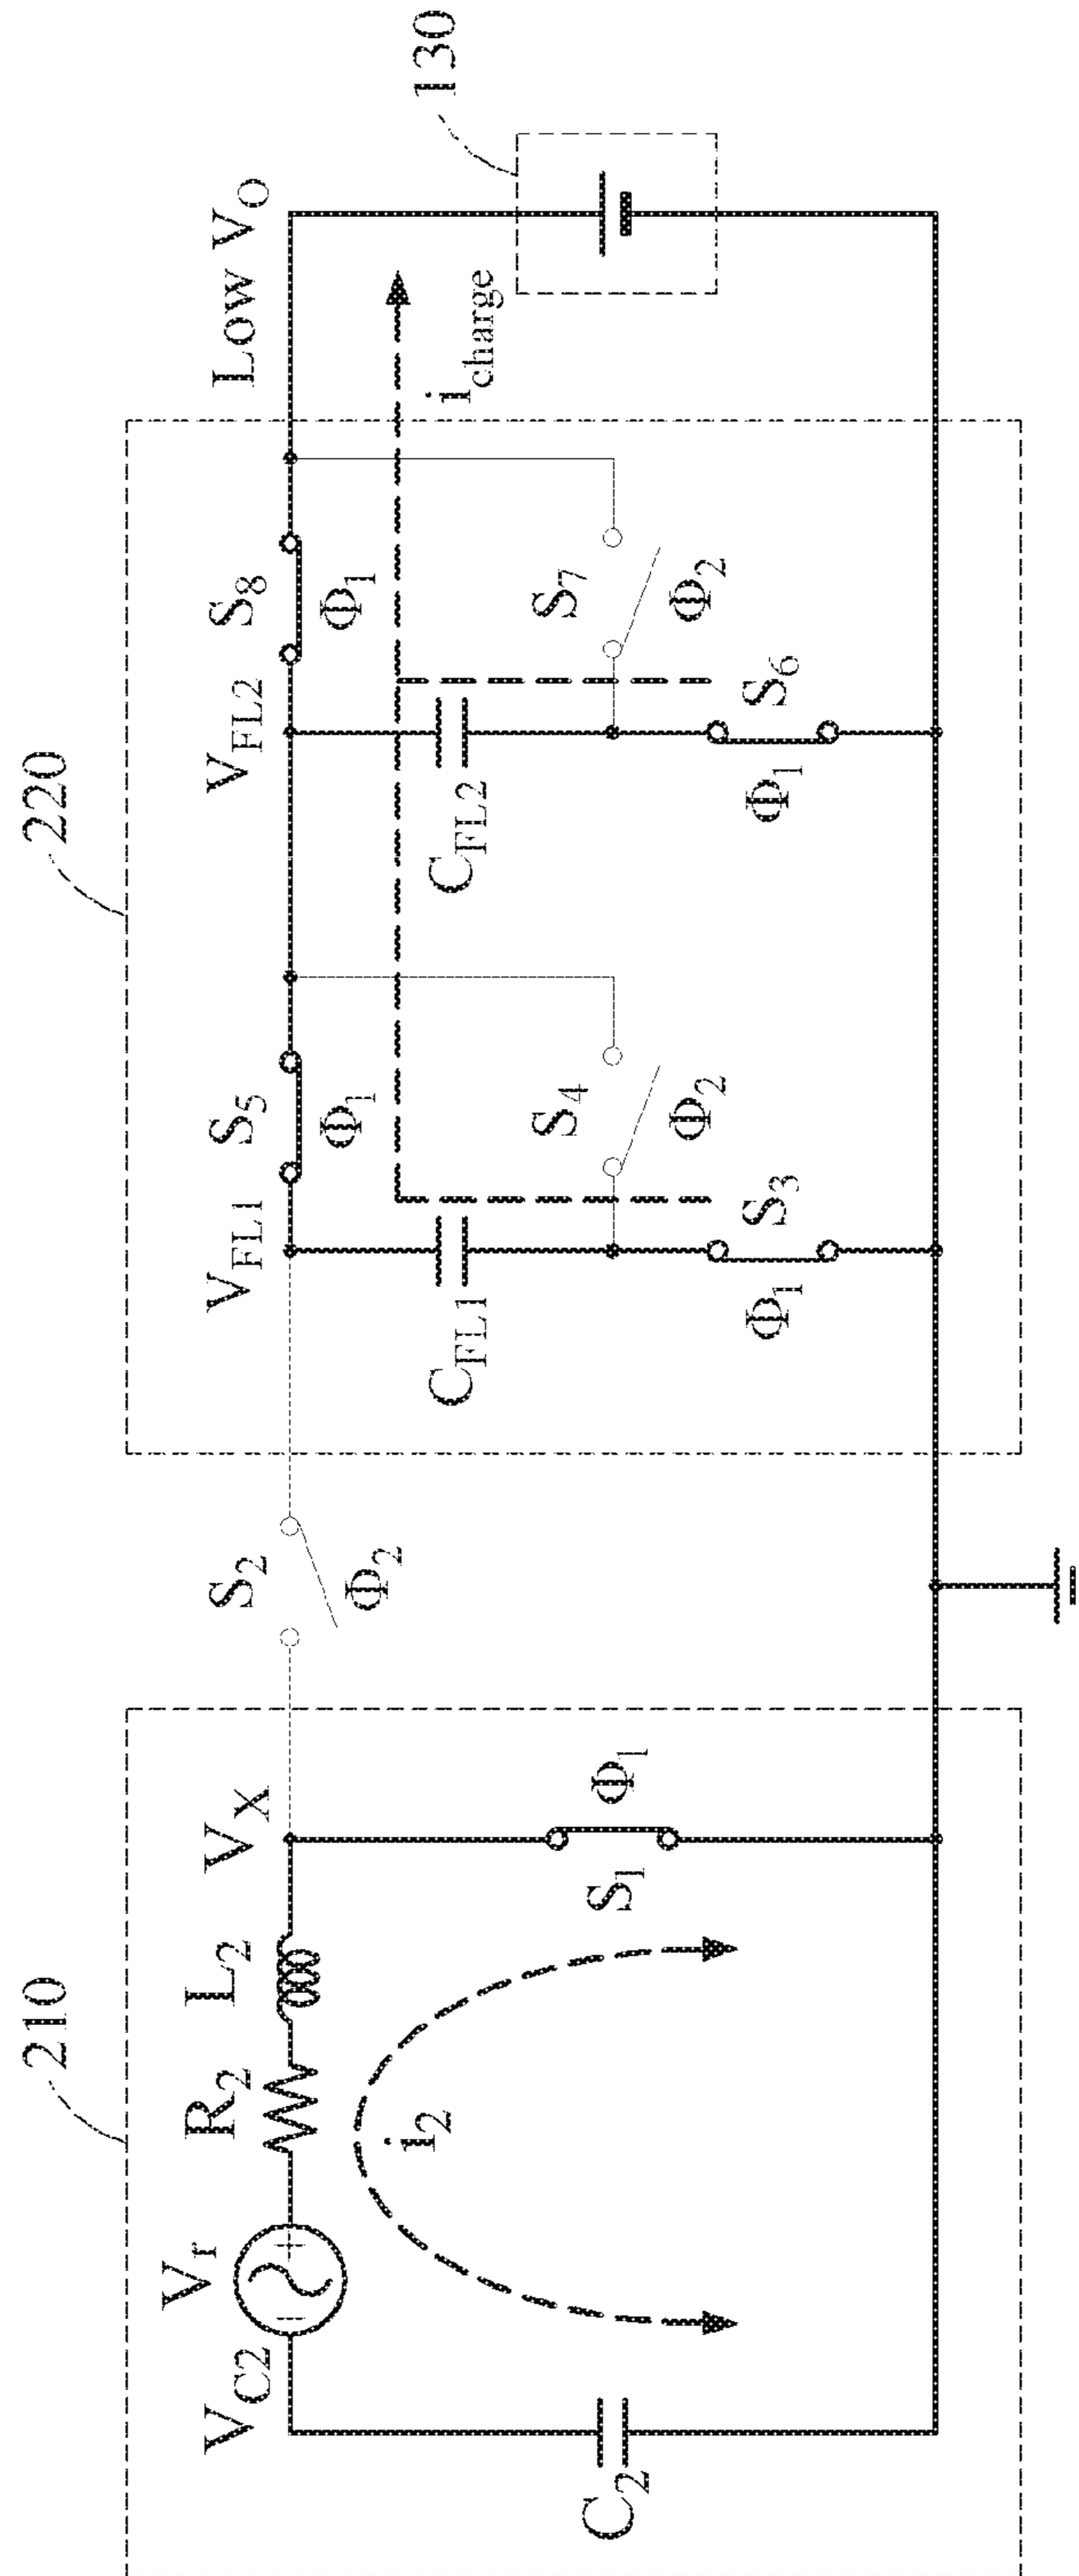 210
220
130
V_C2
V_r
R_2
L_2
V_X
i_2
C_2
S_1
Φ_1
S_2
Φ_2
V_FL1
S_5
Φ_1
C_FL1
S_4
Φ_2
S_3
Φ_1
V_FL2
S_8
Φ_1
C_FL2
S_7
Φ_2
S_6
Φ_1
Low V_O
i_charge